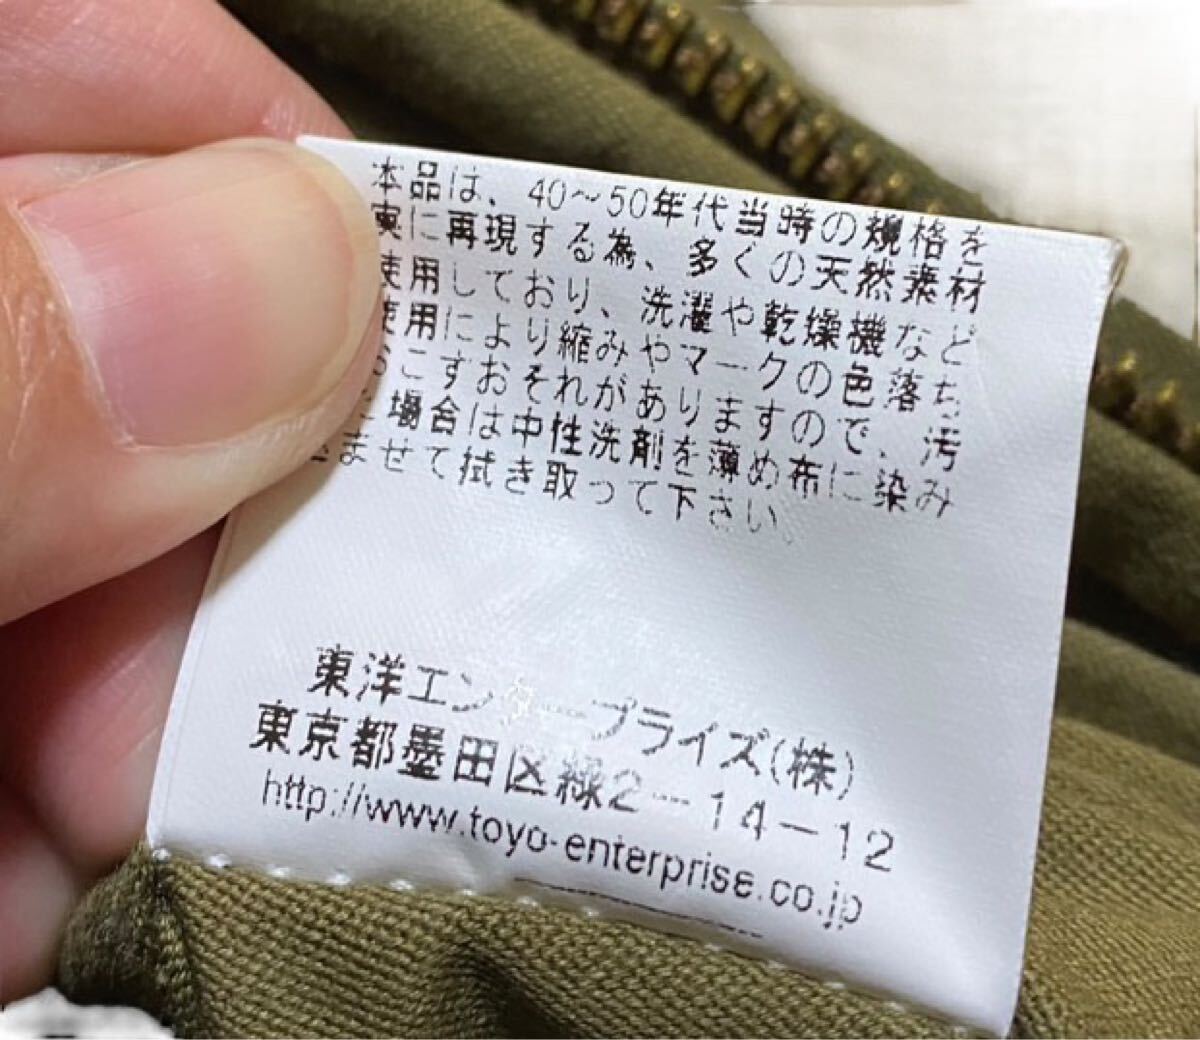 本品は、40〜50年代当時の規格を
実に再現する為、多くの天然素材
使用しており、洗濯や乾燥機など
使用により縮みやマークの色落ち
おこすおそれがありますので、汚
場合は中性洗剤を薄め布に染み
ませて拭き取って下さい。
東洋エンタープライズ(株)
東京都墨田区緑2−14−12
http://www.toyo-enterprise.co.jp